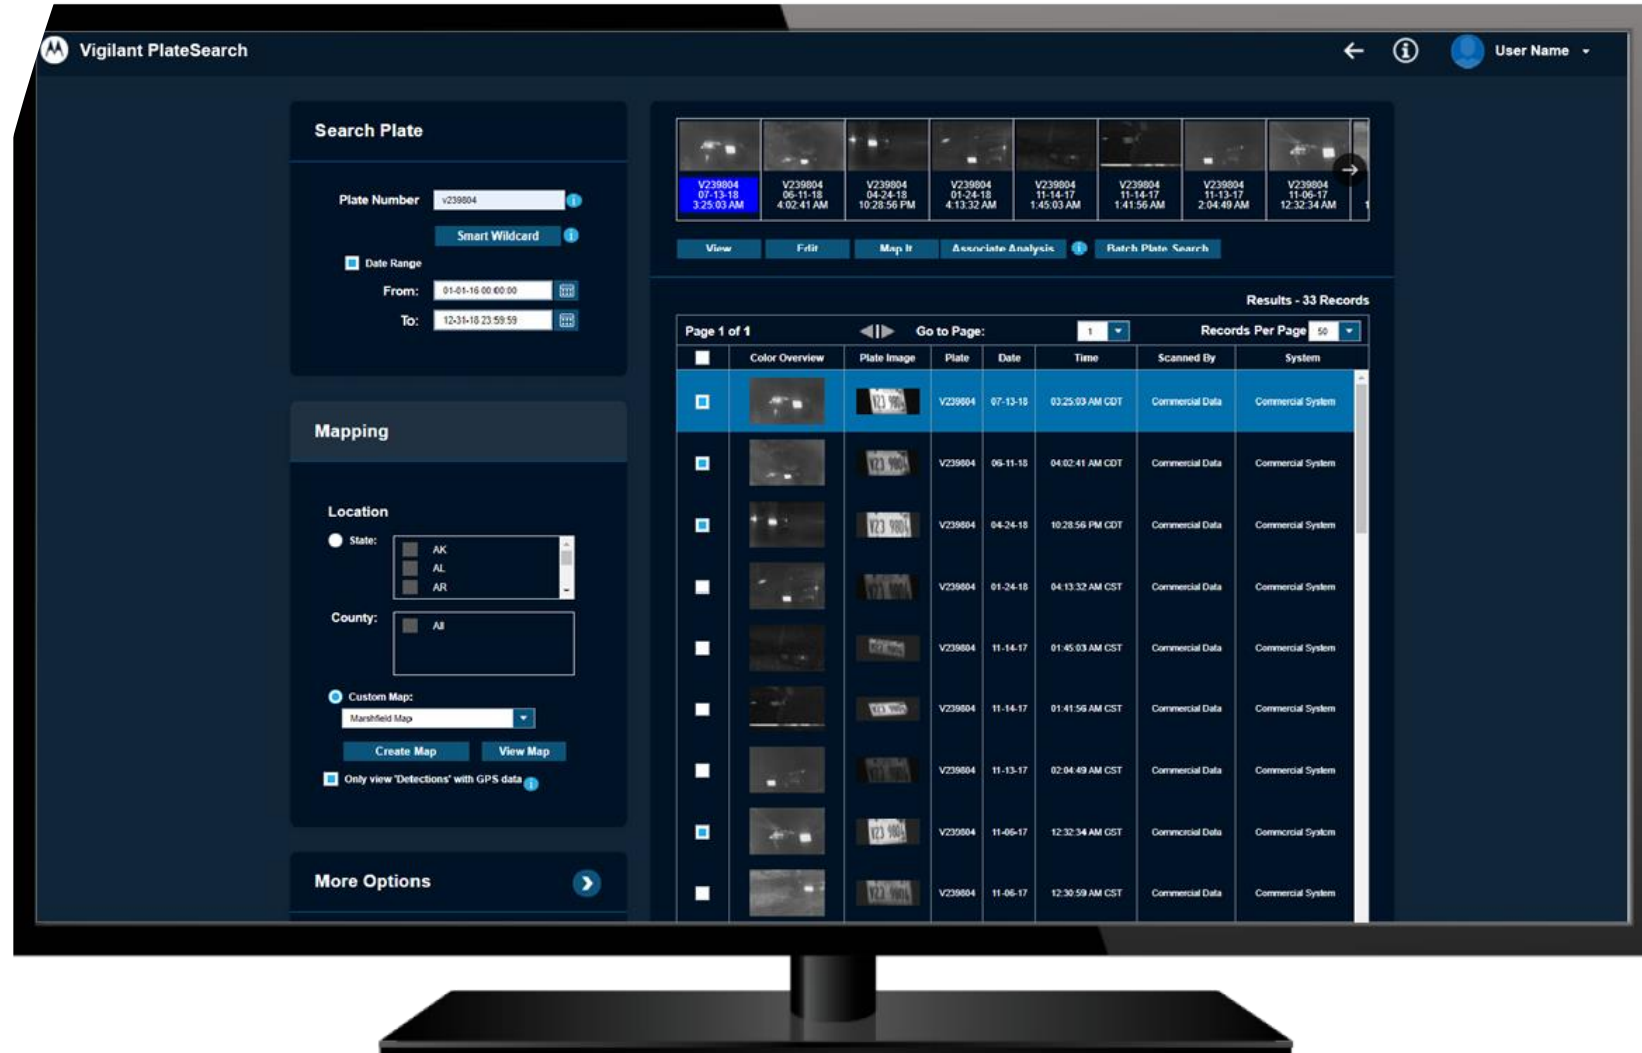 Vigilant PlateSearch
User Name
Search Plate
Plate Number
v239804
Smart Wildcard
Date Range
From:
01-01-16 00:00:00
To:
12-31-18 23:59:59
Mapping
Location
State:
AK
AL
AR
County:
All
Custom Map:
Marshfield Map
Create Map
View Map
Only view 'Detections' with GPS data
More Options
V239804
07-13-18
3:25:03 AM
V239804
06-11-18
4:02:41 AM
V239804
04-24-18
10:28:56 PM
V239804
01-24-18
4:13:32 AM
V239804
11-14-17
1:45:03 AM
V239804
11-14-17
1:41:56 AM
V239804
11-13-17
2:04:49 AM
V239804
11-06-17
12:32:34 AM
View Edit Map It Associate Analysis Batch Plate Search
Results - 33 Records
Page 1 of 1 Go to Page: 1 Records Per Page 50
Color Overview Plate Image Plate Date Time Scanned By System
V23 980 V239804 07-13-18 03:25:03 AM CDT Commercial Data Commercial System
V23 980 V239804 06-11-18 04:02:41 AM CDT Commercial Data Commercial System
V23 980 V239804 04-24-18 10:28:56 PM CDT Commercial Data Commercial System
V239804 01-24-18 04:13:32 AM CST Commercial Data Commercial System
V239804 11-14-17 01:45:03 AM CST Commercial Data Commercial System
V239804 11-14-17 01:41:56 AM CST Commercial Data Commercial System
V239804 11-13-17 02:04:49 AM CST Commercial Data Commercial System
V23 980 V239804 11-06-17 12:32:34 AM CST Commercial Data Commercial System
V239804 11-06-17 12:30:59 AM CST Commercial Data Commercial System